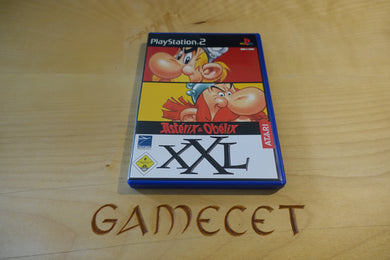 PlayStation 2
Astérix & Obélix
XXL
ATARI
GAMECET